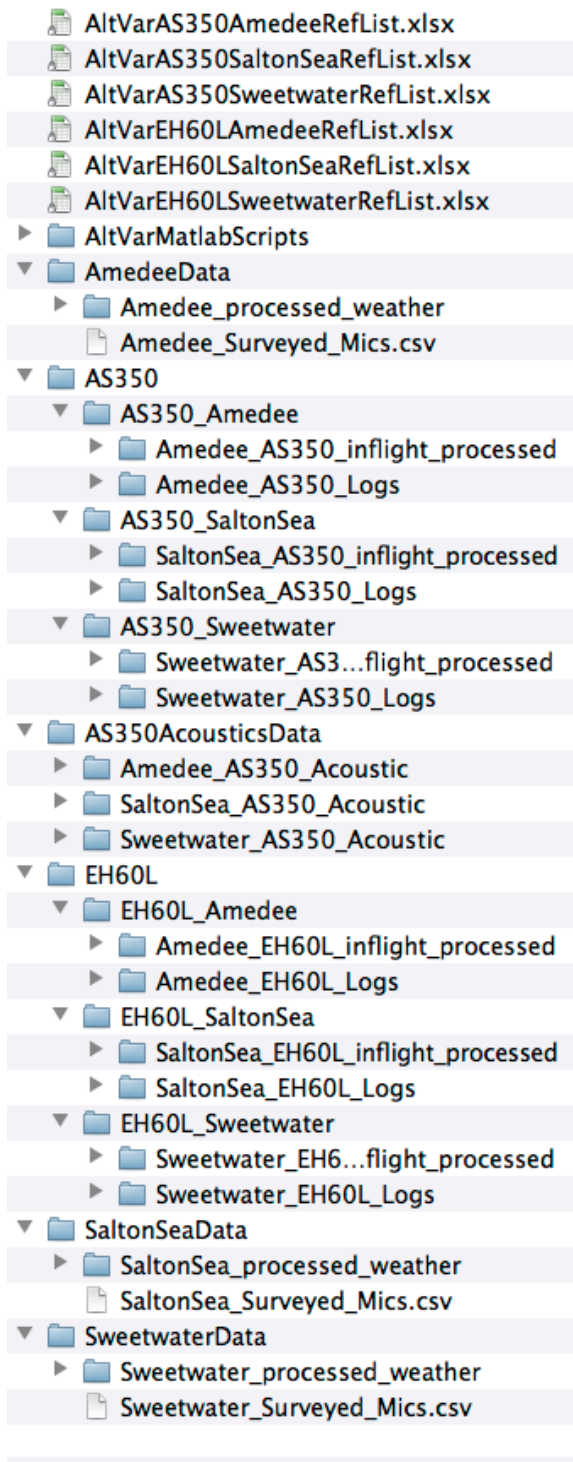 AltVarAS350AmedeeRefList.xlsx
AltVarAS350SaltonSeaRefList.xlsx
AltVarAS350SweetwaterRefList.xlsx
AltVarEH60LAmedeeRefList.xlsx
AltVarEH60LSaltonSeaRefList.xlsx
AltVarEH60LSweetwaterRefList.xlsx
AltVarMatlabScripts
AmedeeData
Amedee_processed_weather
Amedee_Surveyed_Mics.csv
AS350
AS350_Amedee
Amedee_AS350_inflight_processed
Amedee_AS350_Logs
AS350_SaltonSea
SaltonSea_AS350_inflight_processed
SaltonSea_AS350_Logs
AS350_Sweetwater
Sweetwater_AS3...flight_processed
Sweetwater_AS350_Logs
AS350AcousticsData
Amedee_AS350_Acoustic
SaltonSea_AS350_Acoustic
Sweetwater_AS350_Acoustic
EH60L
EH60L_Amedee
Amedee_EH60L_inflight_processed
Amedee_EH60L_Logs
EH60L_SaltonSea
SaltonSea_EH60L_inflight_processed
SaltonSea_EH60L_Logs
EH60L_Sweetwater
Sweetwater_EH6...flight_processed
Sweetwater_EH60L_Logs
SaltonSeaData
SaltonSea_processed_weather
SaltonSea_Surveyed_Mics.csv
SweetwaterData
Sweetwater_processed_weather
Sweetwater_Surveyed_Mics.csv